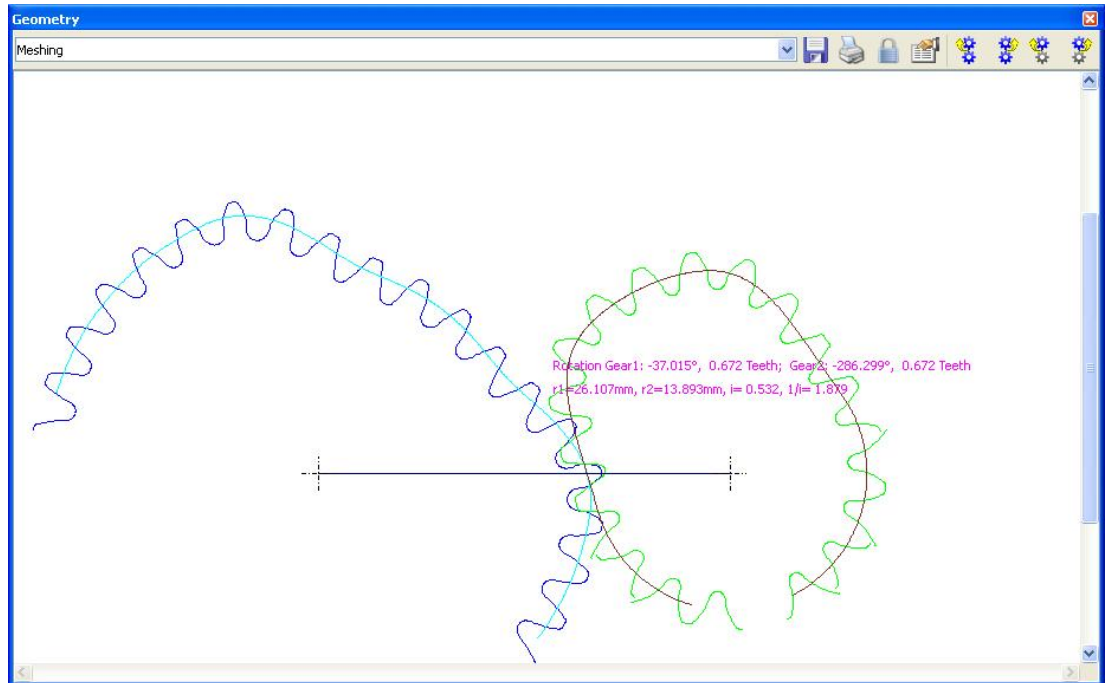 Geometry
Meshing
Rotation Gear1: -37.015°, 0.672 Teeth; Gear2: -286.299°, 0.672 Teeth
r1=26.107mm, r2=13.893mm, i= 0.532, 1/i= 1.879